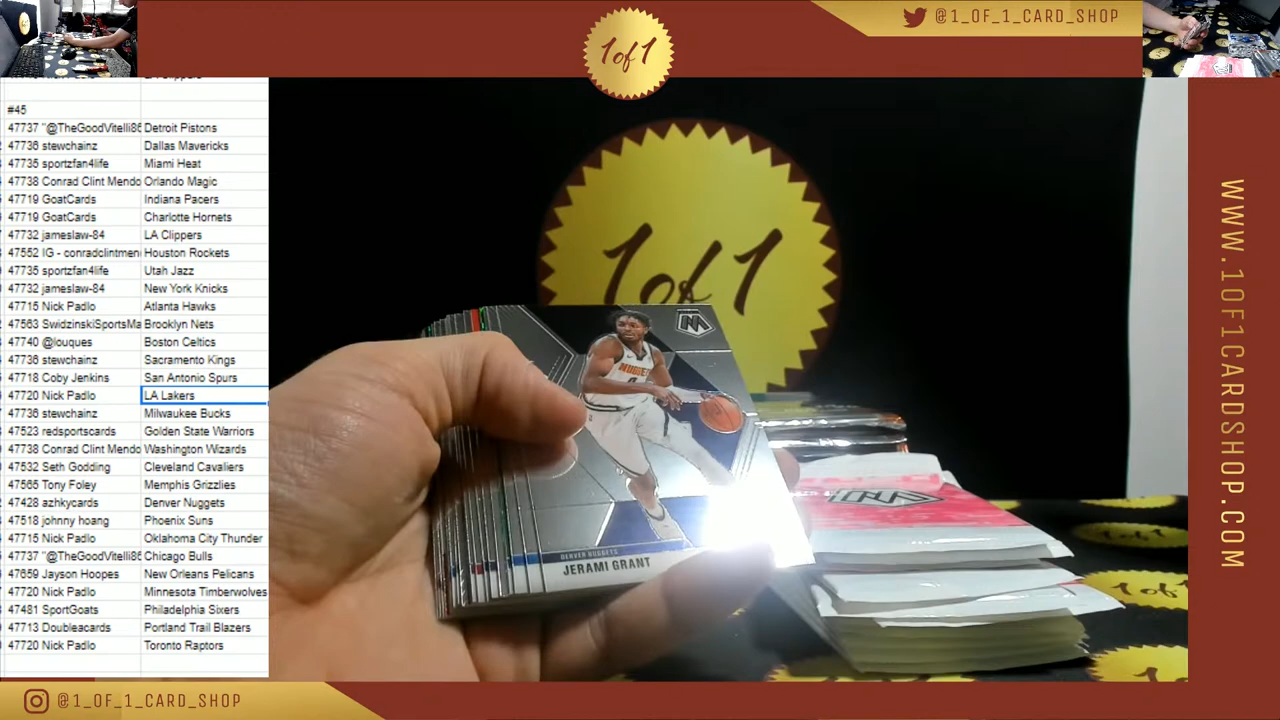 @1_OF_1_CARD_SHOP
1of1
#45
47737 "@TheGoodVitelli86 Detroit Pistons
47736 stewchainz Dallas Mavericks
47735 sportzfan4life Miami Heat
47738 Conrad Clint Mendo Orlando Magic
47719 GoatCards Indiana Pacers
47719 GoatCards Charlotte Hornets
47732 jameslaw-84 LA Clippers
47552 IG - conradclintmen Houston Rockets
47735 sportzfan4life Utah Jazz
47732 jameslaw-84 New York Knicks
47715 Nick Padlo Atlanta Hawks
47563 SwidzinskiSportsMa Brooklyn Nets
47740 @louques Boston Celtics
47736 stewchainz Sacramento Kings
47718 Coby Jenkins San Antonio Spurs
47720 Nick Padlo LA Lakers
47736 stewchainz Milwaukee Bucks
47523 redsportscards Golden State Warriors
47738 Conrad Clint Mendo Washington Wizards
47532 Seth Godding Cleveland Cavaliers
47565 Tony Foley Memphis Grizzlies
47428 azhkycards Denver Nuggets
47518 johnny hoang Phoenix Suns
47715 Nick Padlo Oklahoma City Thunder
47737 "@TheGoodVitelli86 Chicago Bulls
47659 Jayson Hoopes New Orleans Pelicans
47720 Nick Padlo Minnesota Timberwolves
47481 SportGoats Philadelphia Sixers
47713 Doubleacards Portland Trail Blazers
47720 Nick Padlo Toronto Raptors
1of1
NUGGETS
DENVER NUGGETS
JERAMI GRANT
WWW.1OF1CARDSHOP.COM
@1_OF_1_CARD_SHOP